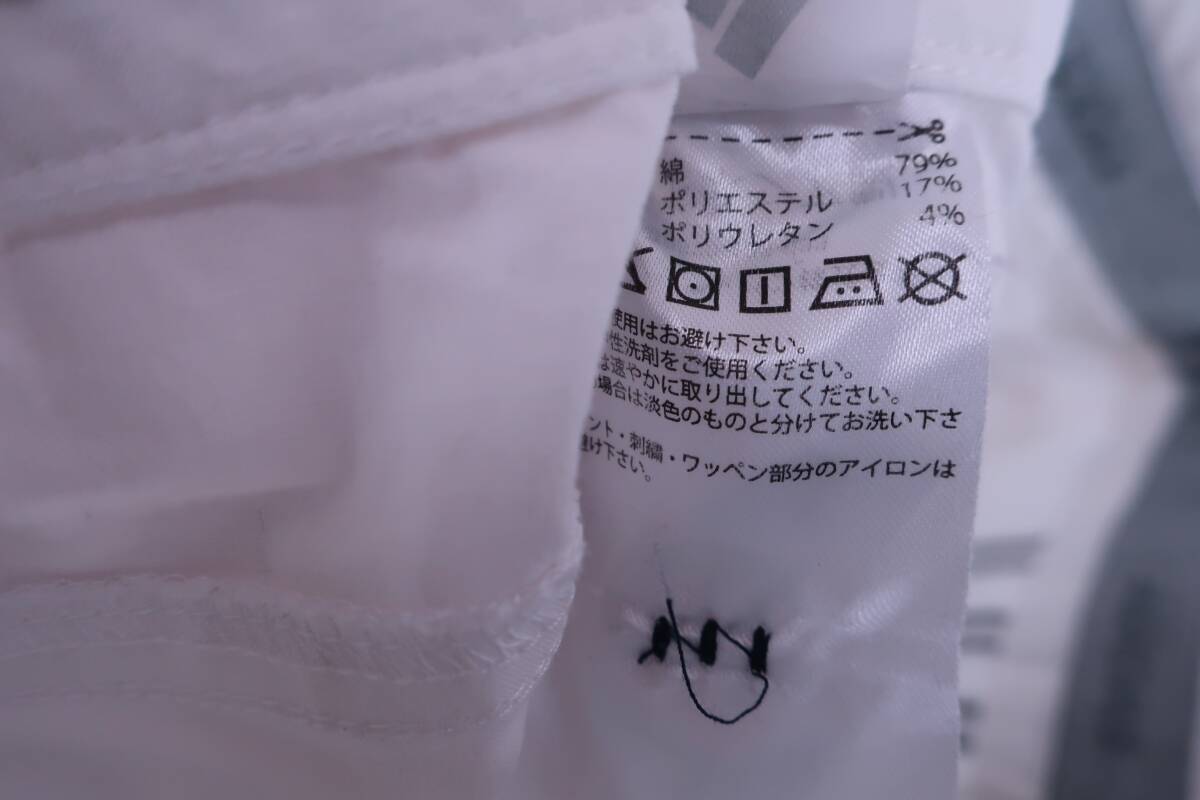 綿 79%
ポリエステル 17%
ポリウレタン 4%
使用はお避け下さい。
性洗剤をご使用ください。
は速やかに取り出してください。
場合は淡色のものと分けてお洗い下さ
ント・刺繍・ワッペン部分のアイロンは
避け下さい。